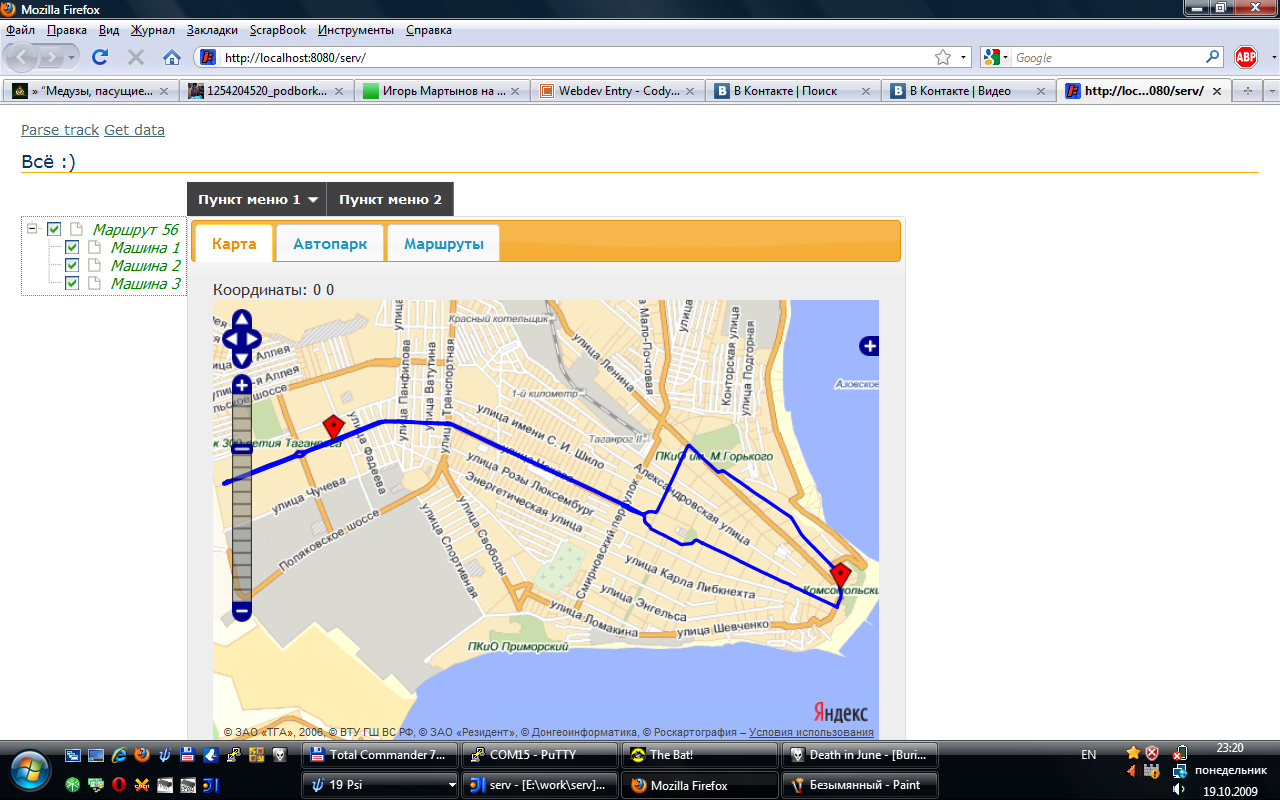 Mozilla Firefox
Файл Правка Вид Журнал Закладки ScrapBook Инструменты Справка
http://localhost:8080/serv/
Google
ABP
» "Медузы, пасущие...
1254204520_podbork...
Игорь Мартынов на ...
Webdev Entry - Cody...
В Контакте | Поиск
В Контакте | Видео
http://loc...080/serv/
Parse track Get data
Всё :)
Пункт меню 1 Пункт меню 2
Маршрут 56
Машина 1
Машина 2
Машина 3
Карта Автопарк Маршруты
Координаты: 0 0
Красный котельщик
улица Панфилова
улица Ватутина
улица Транспортная
улица Ленина
улица Мало-Почтовая
Конторская улица
улица Подгорная
Азовское
Аллея
-я Аллея
шоссе
1-й километр
Таганрог II
улица имени С. И. Шило
улица Чехова
улица Розы Люксембург
Энергетическая улица
ПКиО им. М.Горького
Александровская улица
к 300-летия Таганрога
улица Фадеева
улица Чучева
Поляковское шоссе
улица Спортивная
улица Свободы
Смирновский переулок
улица Карла Либкнехта
улица Энгельса
улица Ломакина
улица Шевченко
Комсомольски
ПКиО Приморский
Яндекс
© ЗАО «ТГА», 2006, © ВТУ ГШ ВС РФ, © ЗАО «Резидент», © Донгеоинформатика, © Роскартография – Условия использования
Total Commander 7...
COM15 - PuTTY
The Bat!
Death in June - [Buri...
EN
23:20
19 Psi
serv - [E:\work\serv]...
Mozilla Firefox
Безымянный - Paint
понедельник
19.10.2009